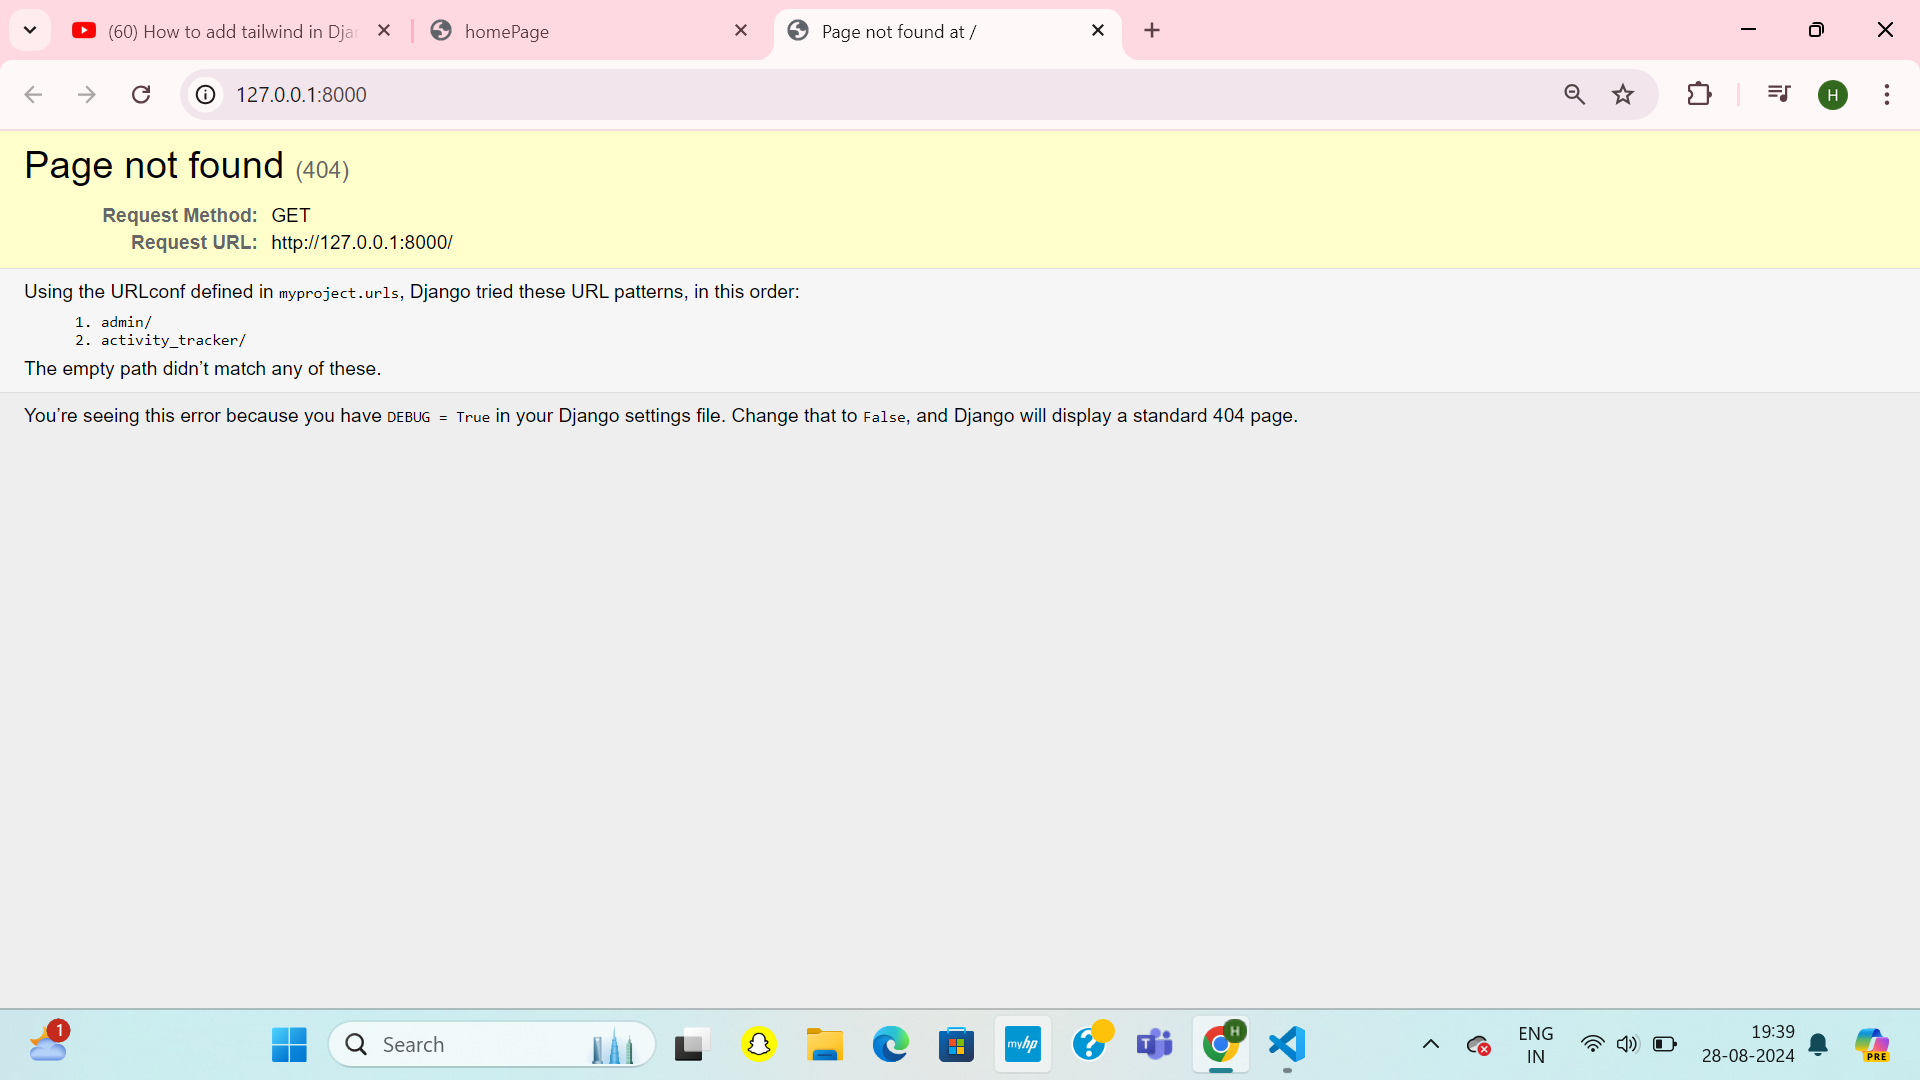 (60) How to add tailwind in Djan
homePage
Page not found at /
127.0.0.1:8000
H
Page not found (404)
Request Method: GET
Request URL: http://127.0.0.1:8000/
Using the URLconf defined in myproject.urls, Django tried these URL patterns, in this order:
1. admin/
2. activity_tracker/
The empty path didn’t match any of these.
You’re seeing this error because you have DEBUG = True in your Django settings file. Change that to False, and Django will display a standard 404 page.
1
Search
myhp
H
ENG
IN
19:39
28-08-2024
PRE